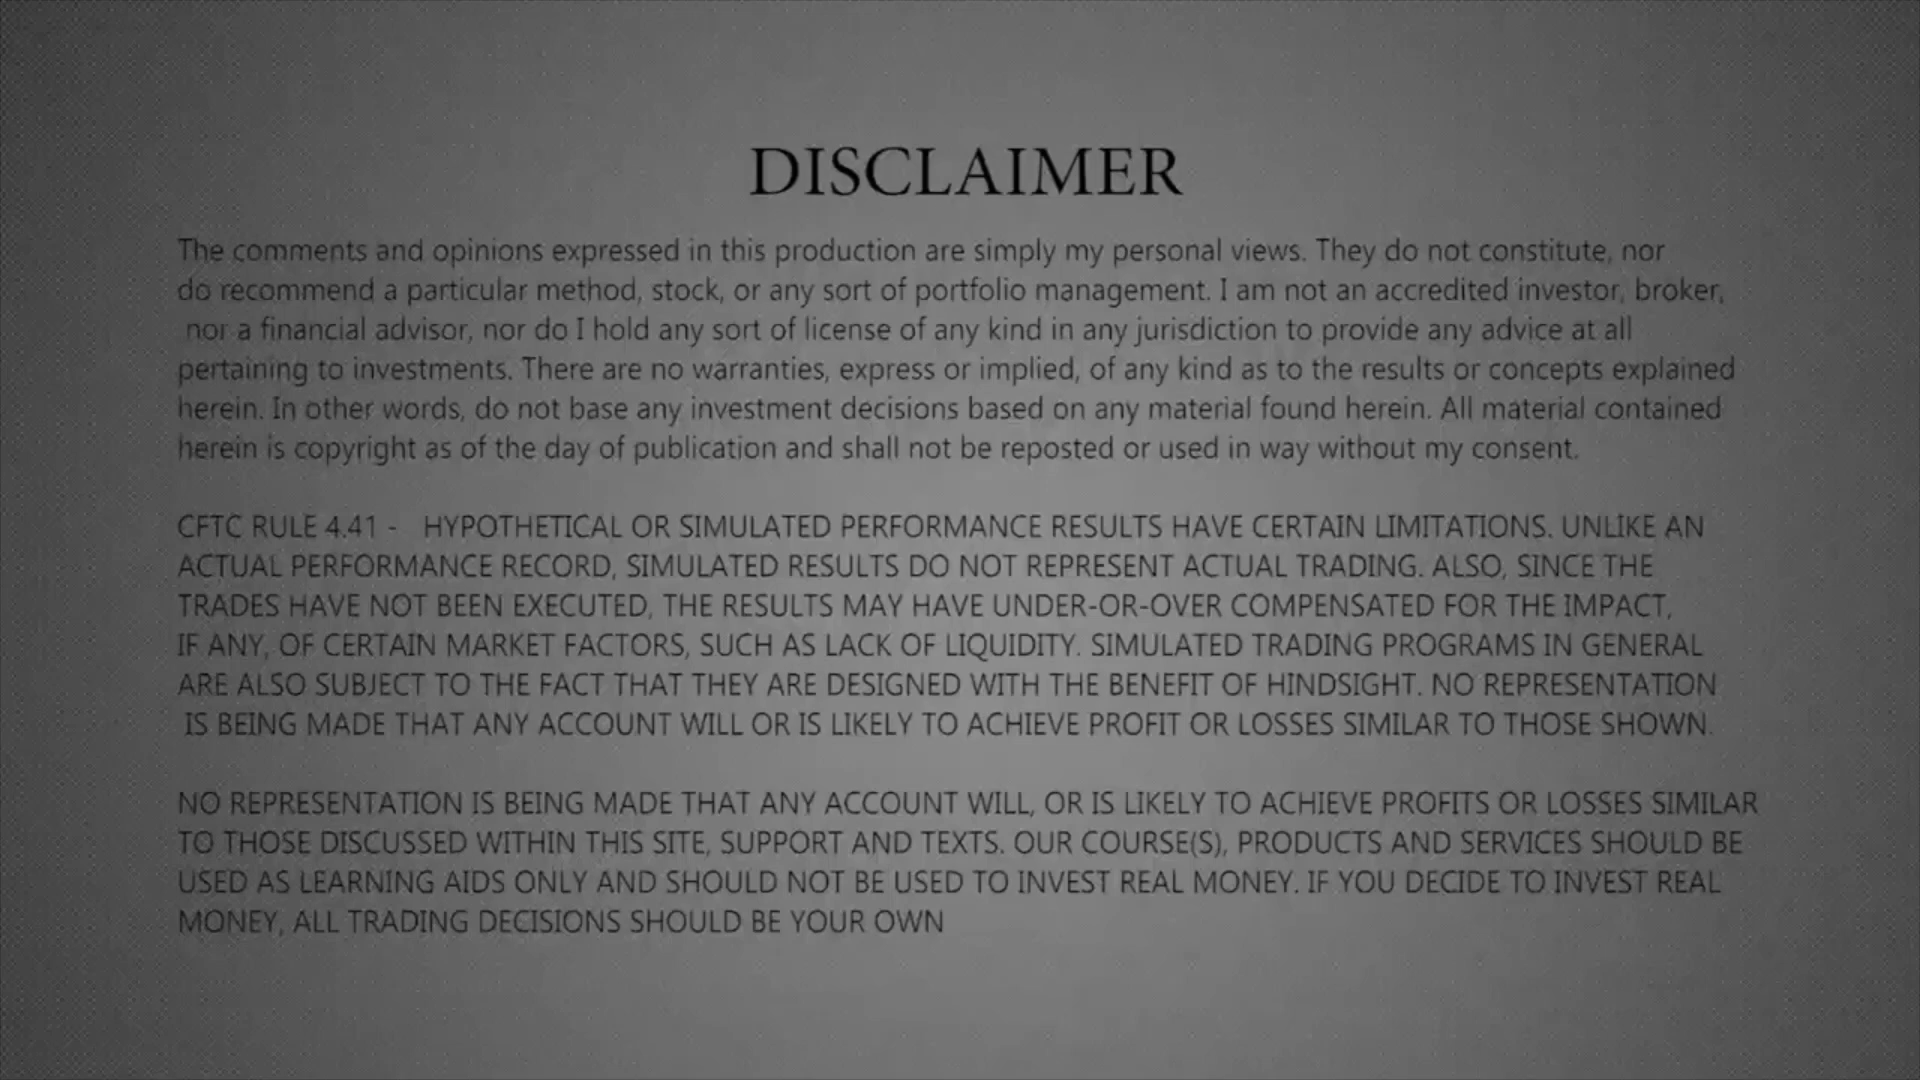 DISCLAIMER
The comments and opinions expressed in this production are simply my personal views. They do not constitute, nor
do recommend a particular method, stock, or any sort of portfolio management. I am not an accredited investor, broker,
nor a financial advisor, nor do I hold any sort of license of any kind in any jurisdiction to provide any advice at all
pertaining to investments. There are no warranties, express or implied, of any kind as to the results or concepts explained
herein. In other words, do not base any investment decisions based on any material found herein. All material contained
herein is copyright as of the day of publication and shall not be reposted or used in way without my consent.
CFTC RULE 4.41 - HYPOTHETICAL OR SIMULATED PERFORMANCE RESULTS HAVE CERTAIN LIMITATIONS. UNLIKE AN
ACTUAL PERFORMANCE RECORD, SIMULATED RESULTS DO NOT REPRESENT ACTUAL TRADING. ALSO, SINCE THE
TRADES HAVE NOT BEEN EXECUTED, THE RESULTS MAY HAVE UNDER-OR-OVER COMPENSATED FOR THE IMPACT,
IF ANY, OF CERTAIN MARKET FACTORS, SUCH AS LACK OF LIQUIDITY. SIMULATED TRADING PROGRAMS IN GENERAL
ARE ALSO SUBJECT TO THE FACT THAT THEY ARE DESIGNED WITH THE BENEFIT OF HINDSIGHT. NO REPRESENTATION
IS BEING MADE THAT ANY ACCOUNT WILL OR IS LIKELY TO ACHIEVE PROFIT OR LOSSES SIMILAR TO THOSE SHOWN.
NO REPRESENTATION IS BEING MADE THAT ANY ACCOUNT WILL, OR IS LIKELY TO ACHIEVE PROFITS OR LOSSES SIMILAR
TO THOSE DISCUSSED WITHIN THIS SITE, SUPPORT AND TEXTS. OUR COURSE(S), PRODUCTS AND SERVICES SHOULD BE
USED AS LEARNING AIDS ONLY AND SHOULD NOT BE USED TO INVEST REAL MONEY. IF YOU DECIDE TO INVEST REAL
MONEY, ALL TRADING DECISIONS SHOULD BE YOUR OWN